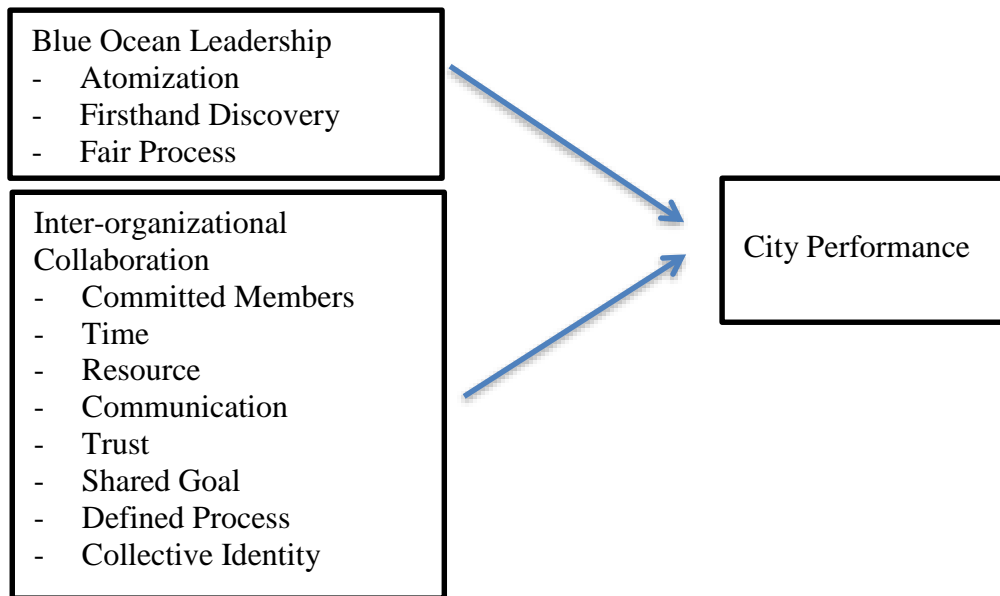 Blue Ocean Leadership
- Atomization
- Firsthand Discovery
- Fair Process
Inter-organizational
Collaboration
- Committed Members
- Time
- Resource
- Communication
- Trust
- Shared Goal
- Defined Process
- Collective Identity
City Performance